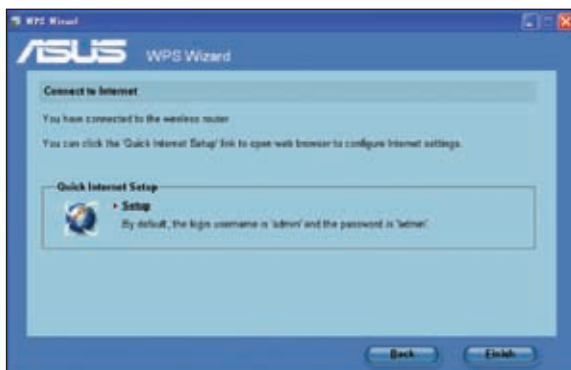 WPS Wizard
ASUS WPS Wizard
Connect to Internet
You have connected to the wireless router
You can click the 'Quick Internet Setup' link to open web browser to configure Internet settings.
Quick Internet Setup
Setup
By default, the login username is 'admin' and the password is 'admin'.
Back Finish